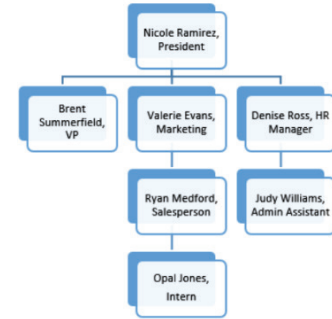 Nicole Ramirez,
President
Brent
Summerfield,
VP
Valerie Evans,
Marketing
Denise Ross, HR
Manager
Ryan Medford,
Salesperson
Judy Williams,
Admin Assistant
Opal Jones,
Intern